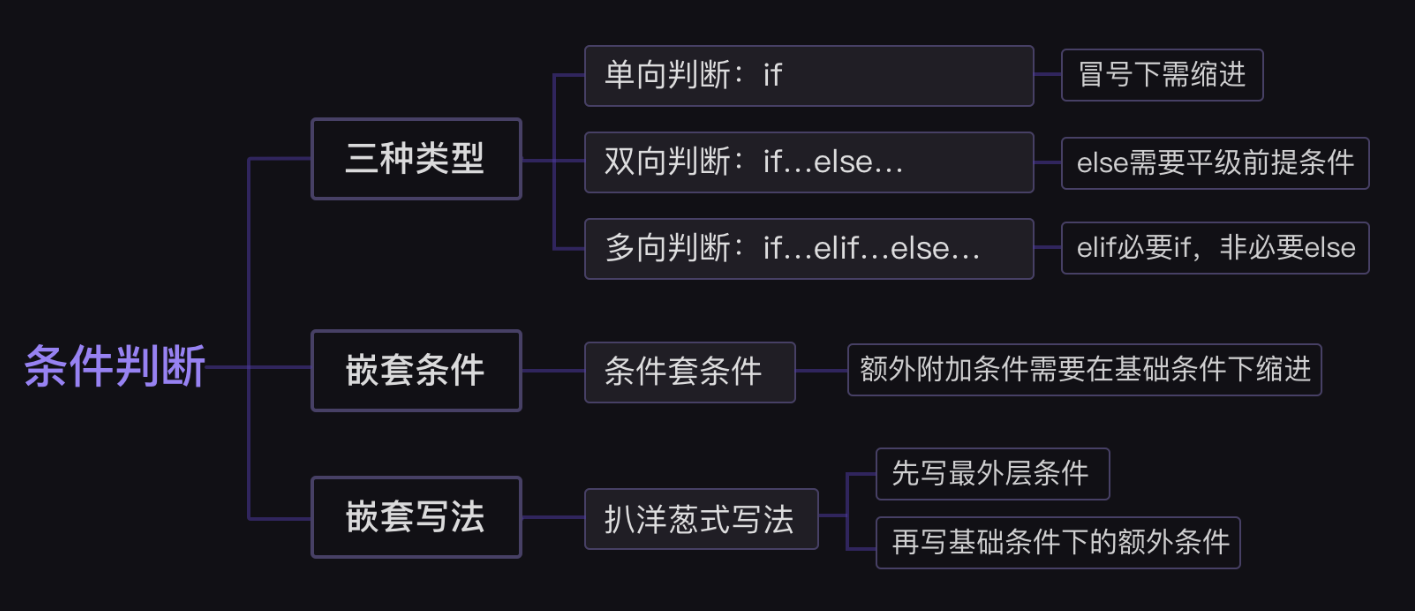 条件判断
三种类型
单向判断：if
冒号下需缩进
双向判断：if…else…
else需要平级前提条件
多向判断：if…elif…else…
elif必要if，非必要else
嵌套条件
条件套条件
额外附加条件需要在基础条件下缩进
嵌套写法
扒洋葱式写法
先写最外层条件
再写基础条件下的额外条件